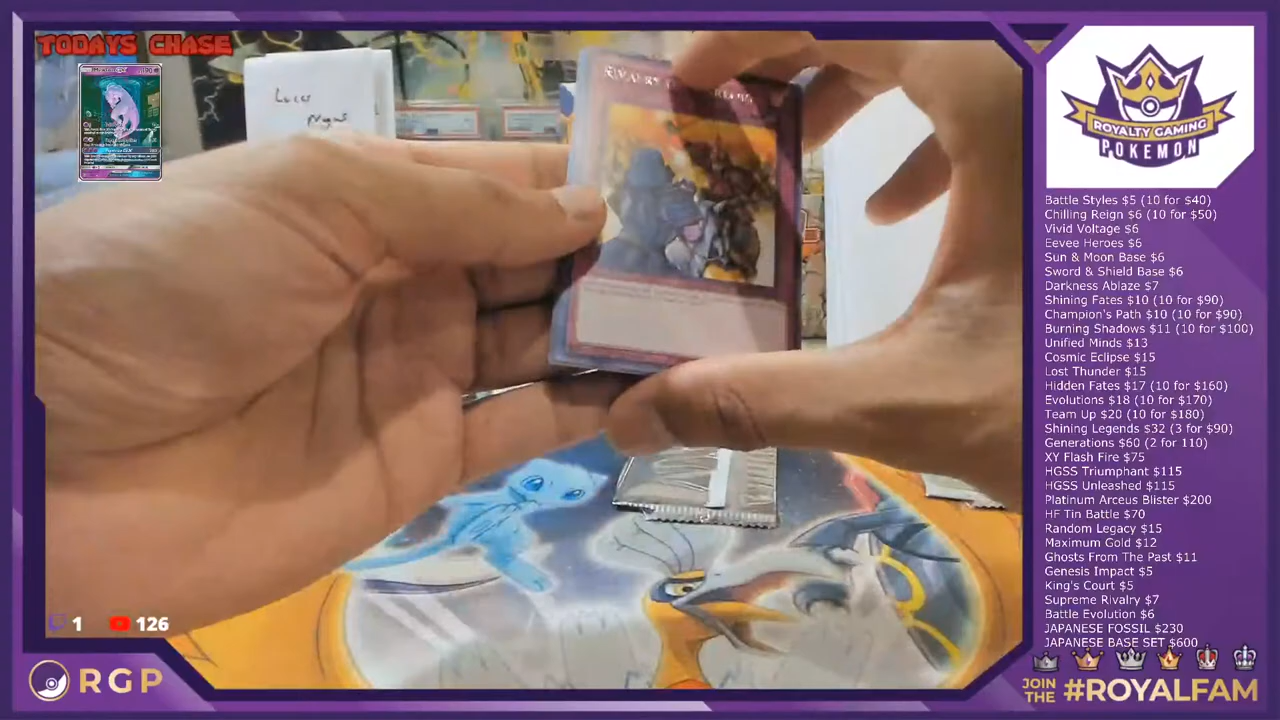 TODAYS CHASE
ROYALTY GAMING
POKEMON
Battle Styles $5 (10 for $40)
Chilling Reign $6 (10 for $50)
Vivid Voltage $6
Eevee Heroes $6
Sun & Moon Base $6
Sword & Shield Base $6
Darkness Ablaze $7
Shining Fates $10 (10 for $90)
Champion's Path $10 (10 for $90)
Burning Shadows $11 (10 for $100)
Unified Minds $13
Cosmic Eclipse $15
Lost Thunder $15
Hidden Fates $17 (10 for $160)
Evolutions $18 (10 for $170)
Team Up $20 (10 for $180)
Shining Legends $32 (3 for $90)
Generations $60 (2 for 110)
XY Flash Fire $75
HGSS Triumphant $115
HGSS Unleashed $115
Platinum Arceus Blister $200
HF Tin Battle $70
Random Legacy $15
Maximum Gold $12
Ghosts From The Past $11
Genesis Impact $5
King's Court $5
Supreme Rivalry $7
Battle Evolution $6
JAPANESE FOSSIL $230
JAPANESE BASE SET $600
1 126
RGP
JOIN
THE #ROYALFAM